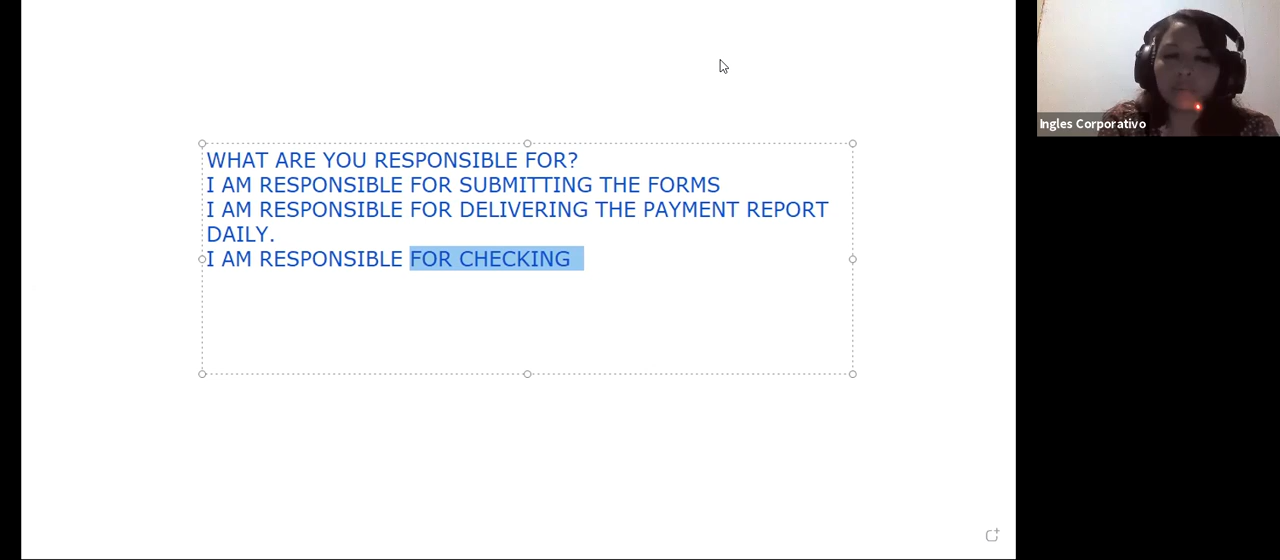 WHAT ARE YOU RESPONSIBLE FOR?
I AM RESPONSIBLE FOR SUBMITTING THE FORMS
I AM RESPONSIBLE FOR DELIVERING THE PAYMENT REPORT
DAILY.
I AM RESPONSIBLE FOR CHECKING
Ingles Corporativo